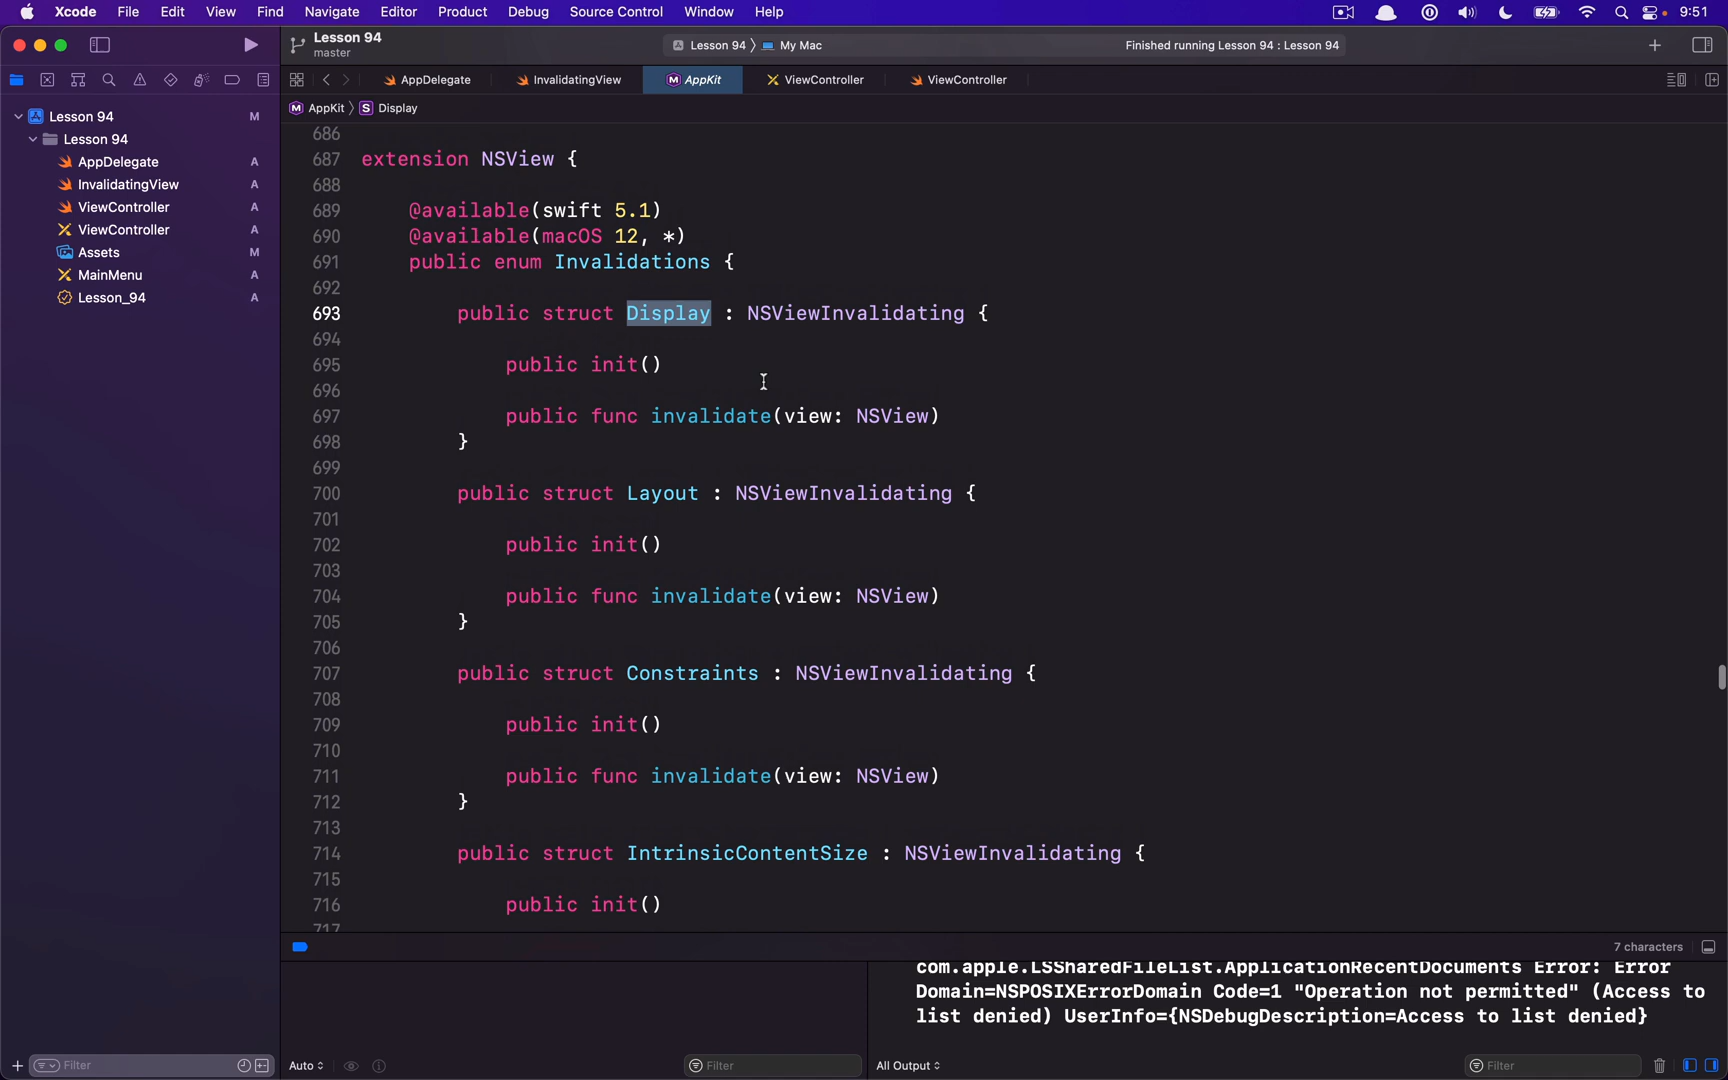 Xcode File Edit View Find Navigate Editor Product Debug Source Control Window Help 9:51
Lesson 94
master
Lesson 94 My Mac Finished running Lesson 94 : Lesson 94
AppDelegate InvalidatingView AppKit ViewController ViewController
AppKit Display
Lesson 94 M
Lesson 94
AppDelegate A
InvalidatingView A
ViewController A
ViewController A
Assets M
MainMenu A
Lesson_94 A
686
687 extension NSView {
688
689 @available(swift 5.1)
690 @available(macOS 12, *)
691 public enum Invalidations {
692
693 public struct Display : NSViewInvalidating {
694
695 public init()
696
697 public func invalidate(view: NSView)
698 }
699
700 public struct Layout : NSViewInvalidating {
701
702 public init()
703
704 public func invalidate(view: NSView)
705 }
706
707 public struct Constraints : NSViewInvalidating {
708
709 public init()
710
711 public func invalidate(view: NSView)
712 }
713
714 public struct IntrinsicContentSize : NSViewInvalidating {
715
716 public init()
717
7 characters
com.apple.LSSharedFileList.ApplicationRecentDocuments Error: Error
Domain=NSPOSIXErrorDomain Code=1 "Operation not permitted" (Access to
list denied) UserInfo={NSDebugDescription=Access to list denied}
Filter Auto Filter All Output Filter